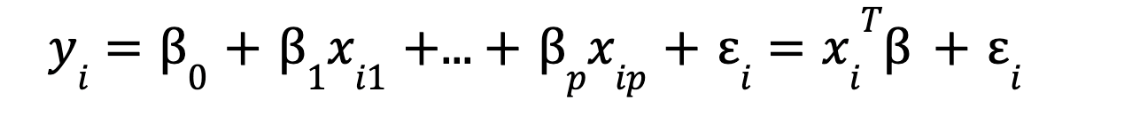 yᵢ = β₀ + β₁xᵢ₁ +...+ βₚxᵢₚ + εᵢ = xᵢᵀβ + εᵢ